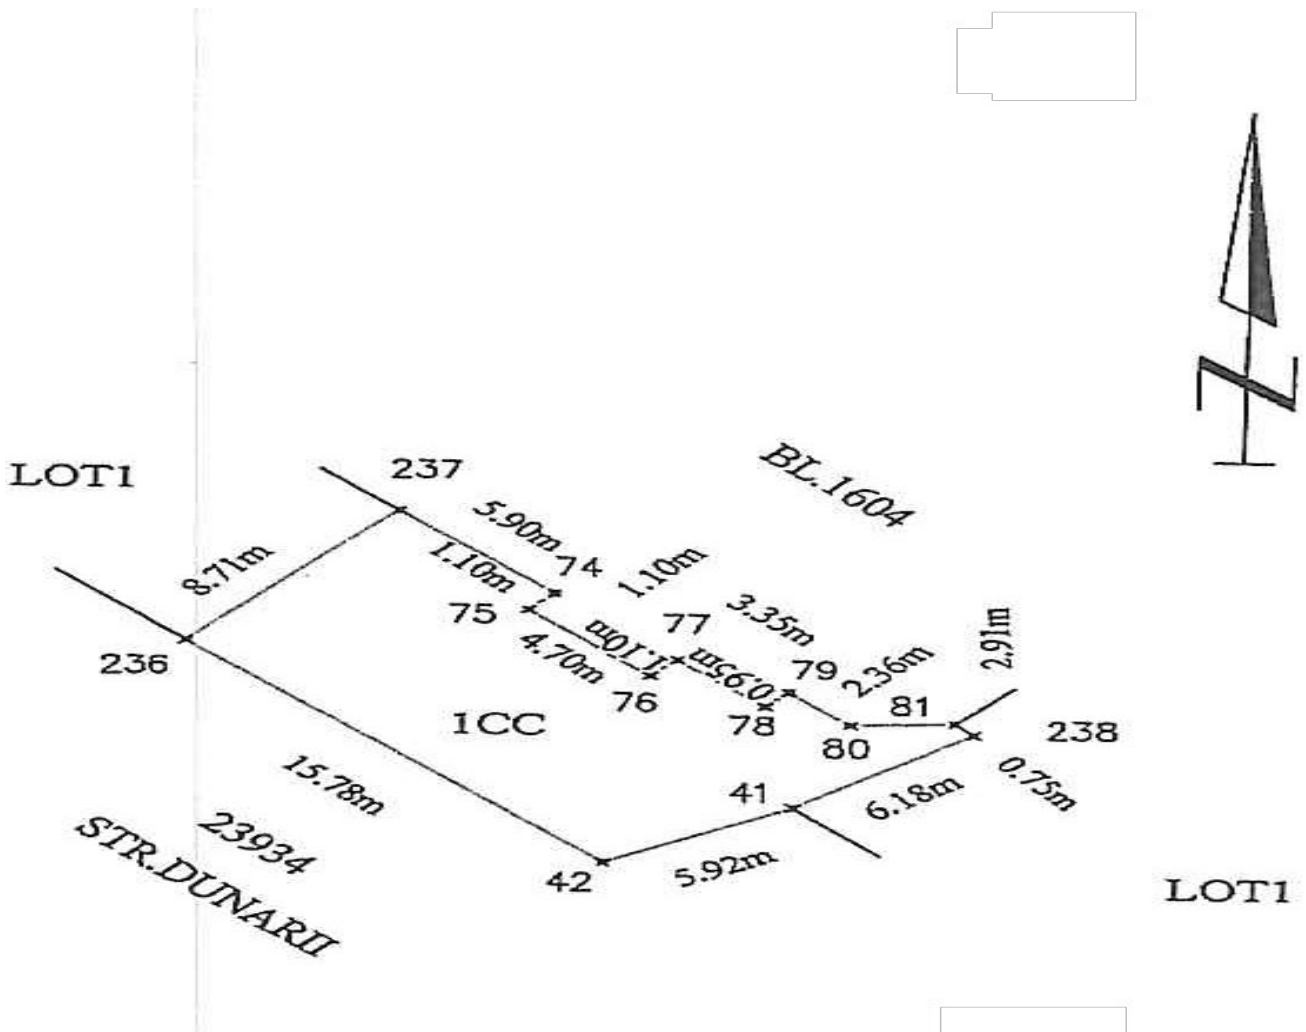 N
LOT1
237
BL.1604
5.90m
8.71m
1.10m
74
1.10m
75
77
3.35m
1.10m
4.70m
0.95m
79
2.36m
2.91m
236
76
78
81
238
1CC
80
15.78m
41
0.75m
6.18m
23934
STR.DUNARII
42
5.92m
LOT1